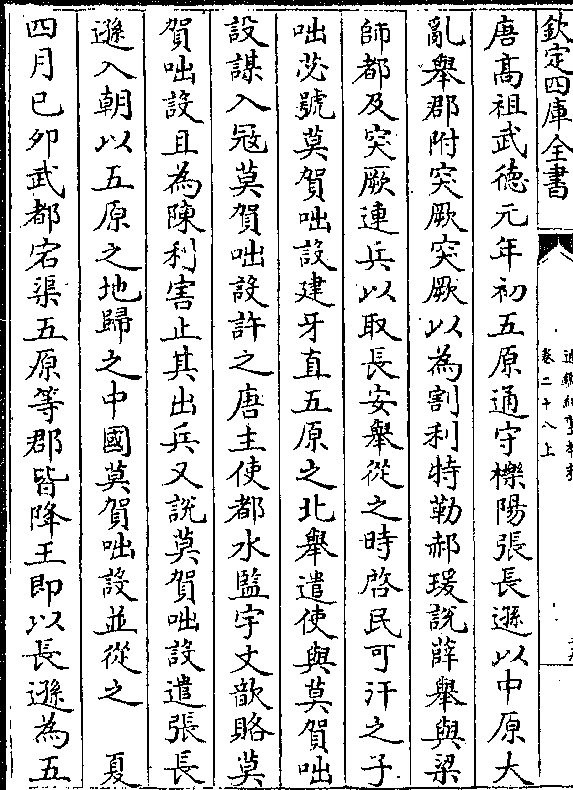 欽定四庫全書
通鑑紀事本末
卷二十八上
唐髙祖武徳元年初五原通守櫟陽張長遜以中原大
亂舉郡附突厥突厥以為割利特勒郝瑗說薛舉與梁
師都及突厥連兵以取長安舉從之時啓民可汗之子
咄苾號莫賀咄設建牙直五原之北舉遣使與莫賀咄
設謀入冦莫賀咄設許之唐主使都水監宇文歆賂莫
賀咄設且為陳利害止其出兵又說莫賀咄設遣張長
遜入朝以五原之地歸之中國莫賀咄設並從之　夏
四月已夘武都宕渠五原等郡皆降王即以長遜為五